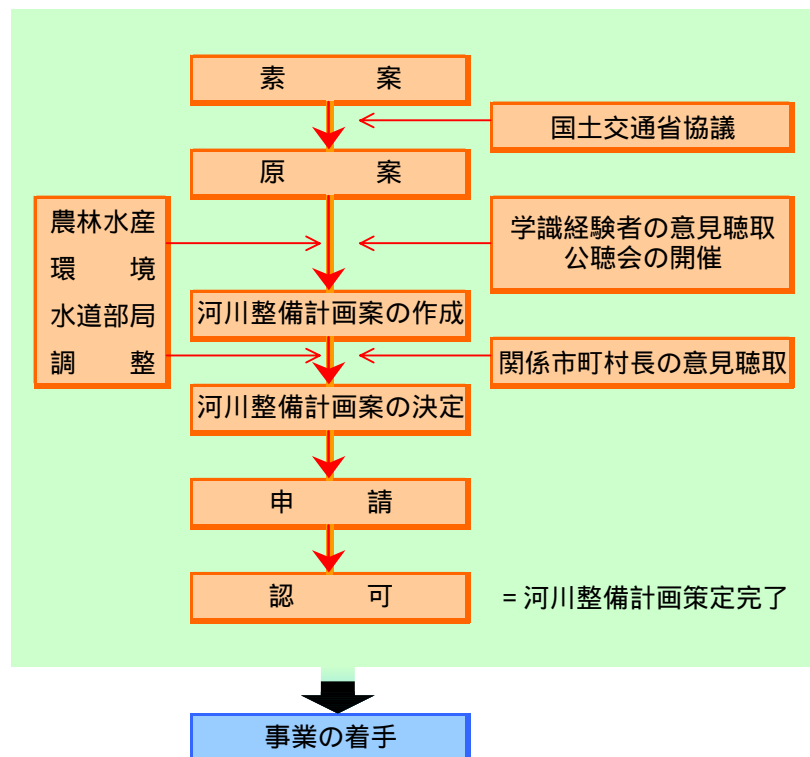 素 案
国土交通省協議
原 案
農林水産
環 境
水道部局
調 整
学識経験者の意見聴取
公聴会の開催
河川整備計画案の作成
関係市町村長の意見聴取
河川整備計画案の決定
申 請
認 可
= 河川整備計画策定完了
事業の着手